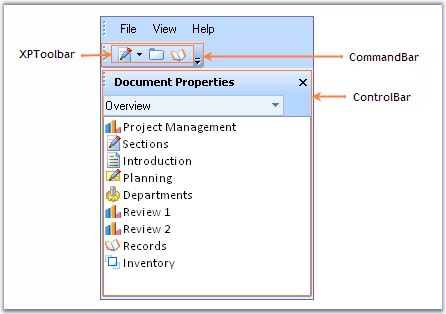 File View Help
XPToolbar
CommandBar
Document Properties
ControlBar
Overview
Project Management
Sections
Introduction
Planning
Departments
Review 1
Review 2
Records
Inventory